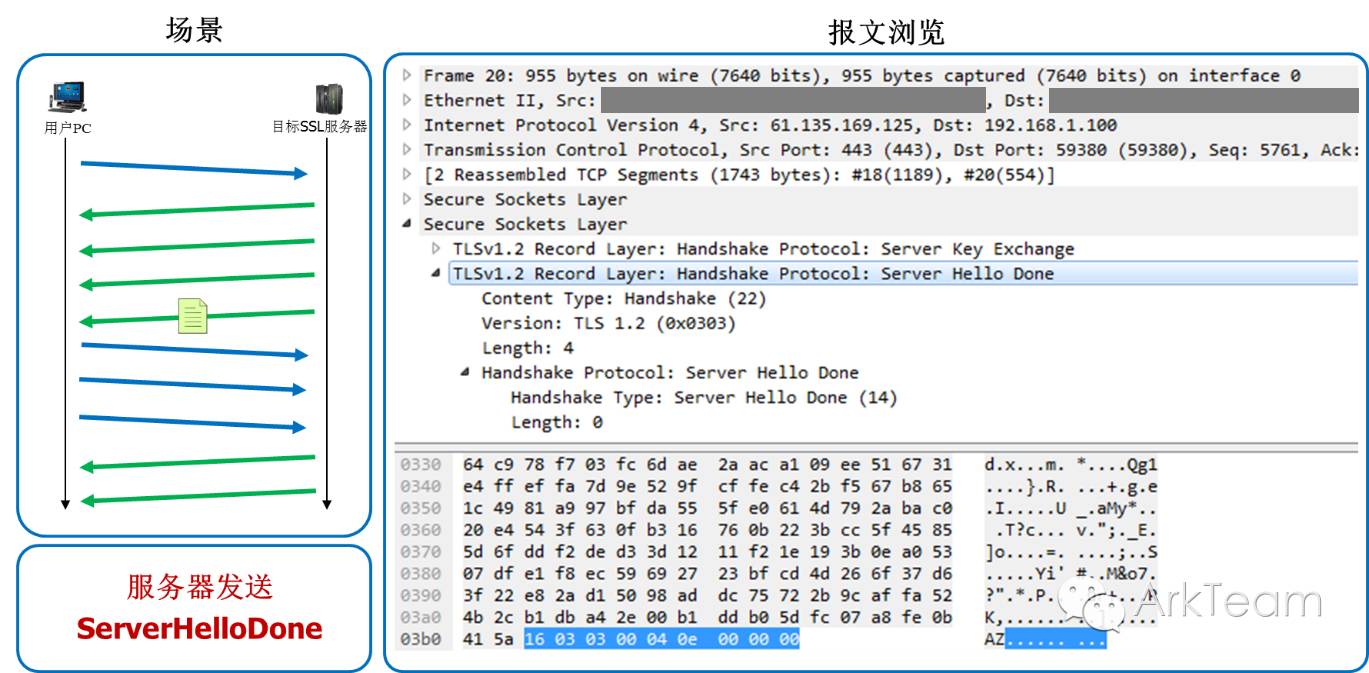 场景
用户PC
目标SSL服务器
服务器发送
ServerHelloDone
报文浏览
Frame 20: 955 bytes on wire (7640 bits), 955 bytes captured (7640 bits) on interface 0
Ethernet II, Src: , Dst:
Internet Protocol Version 4, Src: 61.135.169.125, Dst: 192.168.1.100
Transmission Control Protocol, Src Port: 443 (443), Dst Port: 59380 (59380), Seq: 5761, Ack:
[2 Reassembled TCP Segments (1743 bytes): #18(1189), #20(554)]
Secure Sockets Layer
Secure Sockets Layer
TLSv1.2 Record Layer: Handshake Protocol: Server Key Exchange
TLSv1.2 Record Layer: Handshake Protocol: Server Hello Done
Content Type: Handshake (22)
Version: TLS 1.2 (0x0303)
Length: 4
Handshake Protocol: Server Hello Done
Handshake Type: Server Hello Done (14)
Length: 0
0330 64 c9 78 f7 03 fc 6d ae 2a ac a1 09 ee 51 67 31 d.x...m. *....Qg1
0340 e4 ff ef fa 7d 9e 52 9f cf fe c4 2b f5 67 b8 65 ....}.R. ...+.g.e
0350 1c 49 81 a9 97 bf da 55 5f e0 61 4d 79 2a ba c0 .I.....U _.aMy*..
0360 20 e4 54 3f 63 0f b3 16 76 0b 22 3b cc 5f 45 85 .T?c... v.";._E.
0370 5d 6f dd f2 de d3 3d 12 11 f2 1e 19 3b 0e a0 53 ]o....=. ....;..S
0380 07 df e1 f8 ec 59 69 27 23 bf cd 4d 26 6f 37 d6 .....Yi' #..M&o7.
0390 3f 22 e8 2a d1 50 98 ad dc 75 72 2b 9c af fa 52 ?".*.P.. .ur+...R
03a0 4b 2c b1 db a4 2e 00 b1 dd b0 5d fc 07 a8 fe 0b K,......
03b0 41 5a 16 03 03 00 04 0e 00 00 00 AZ...... ...
ArkTeam